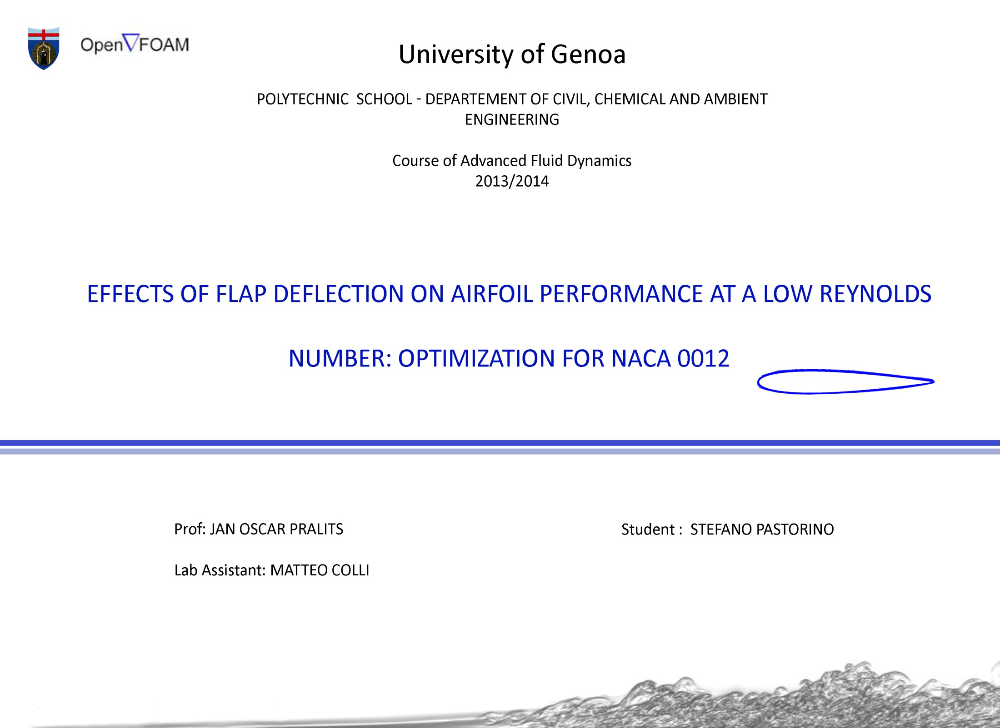 Open∇FOAM
University of Genoa
POLYTECHNIC SCHOOL - DEPARTEMENT OF CIVIL, CHEMICAL AND AMBIENT
ENGINEERING
Course of Advanced Fluid Dynamics
2013/2014
EFFECTS OF FLAP DEFLECTION ON AIRFOIL PERFORMANCE AT A LOW REYNOLDS
NUMBER: OPTIMIZATION FOR NACA 0012
Prof: JAN OSCAR PRALITS
Student : STEFANO PASTORINO
Lab Assistant: MATTEO COLLI